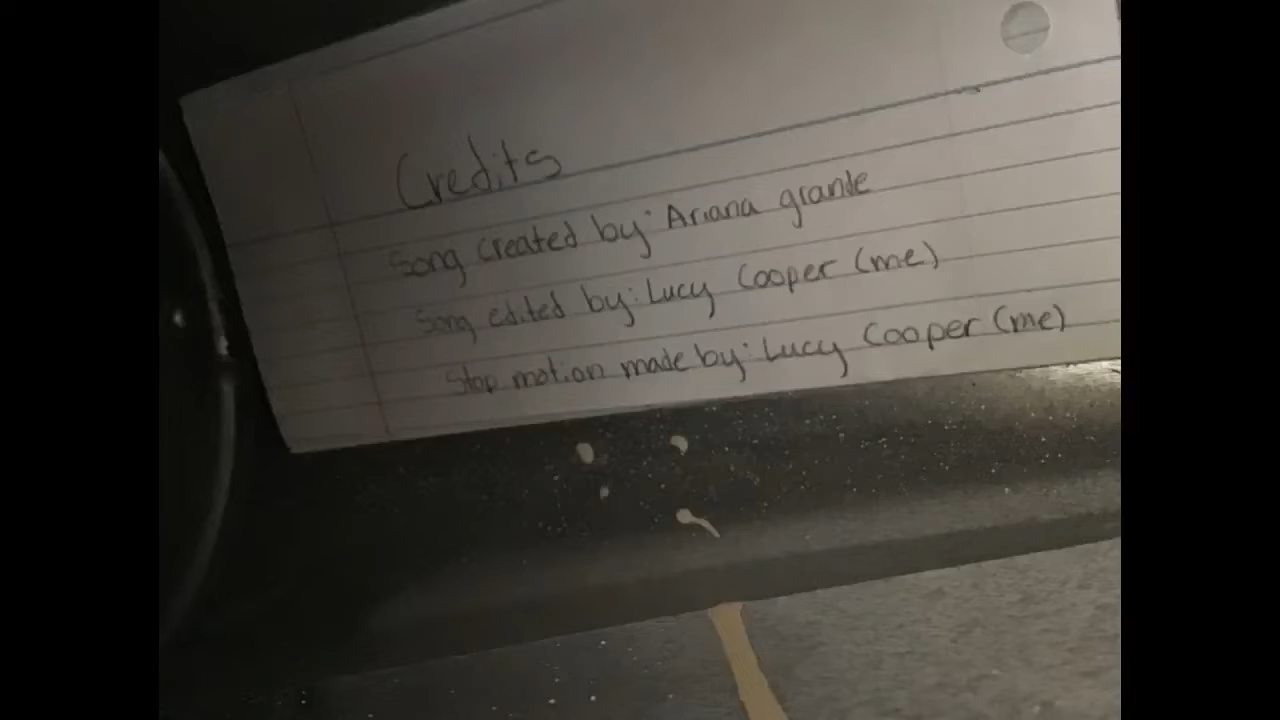 Credits
Song created by: Ariana grande
Song edited by: Lucy Cooper (me)
Stop motion made by: Lucy Cooper (me)